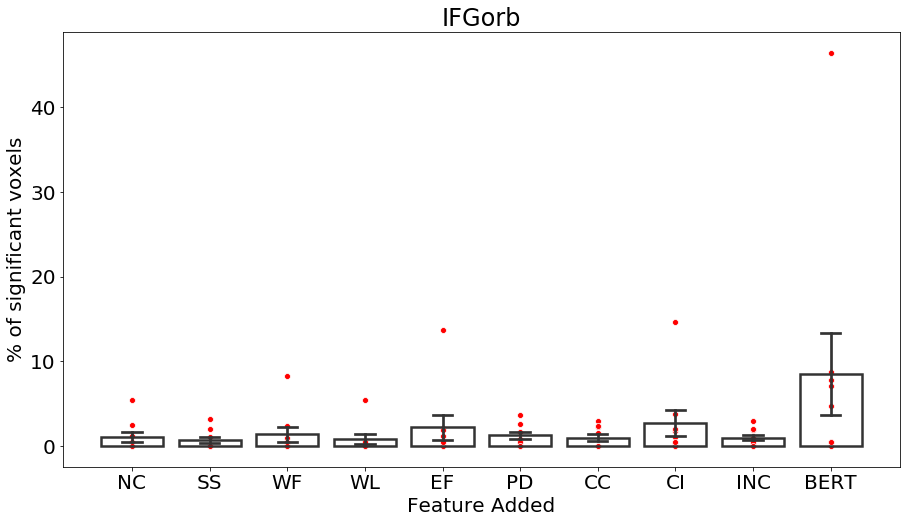 IFGorb
% of significant voxels
40
30
20
10
0
NC SS WF WL EF PD CC CI INC BERT
Feature Added